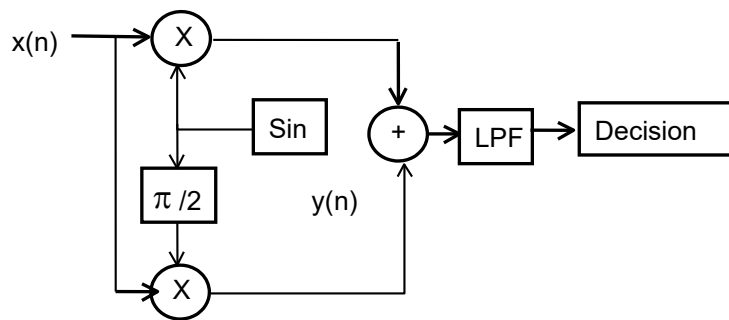 x(n)
X
Sin
+
LPF
Decision
π /2
y(n)
X